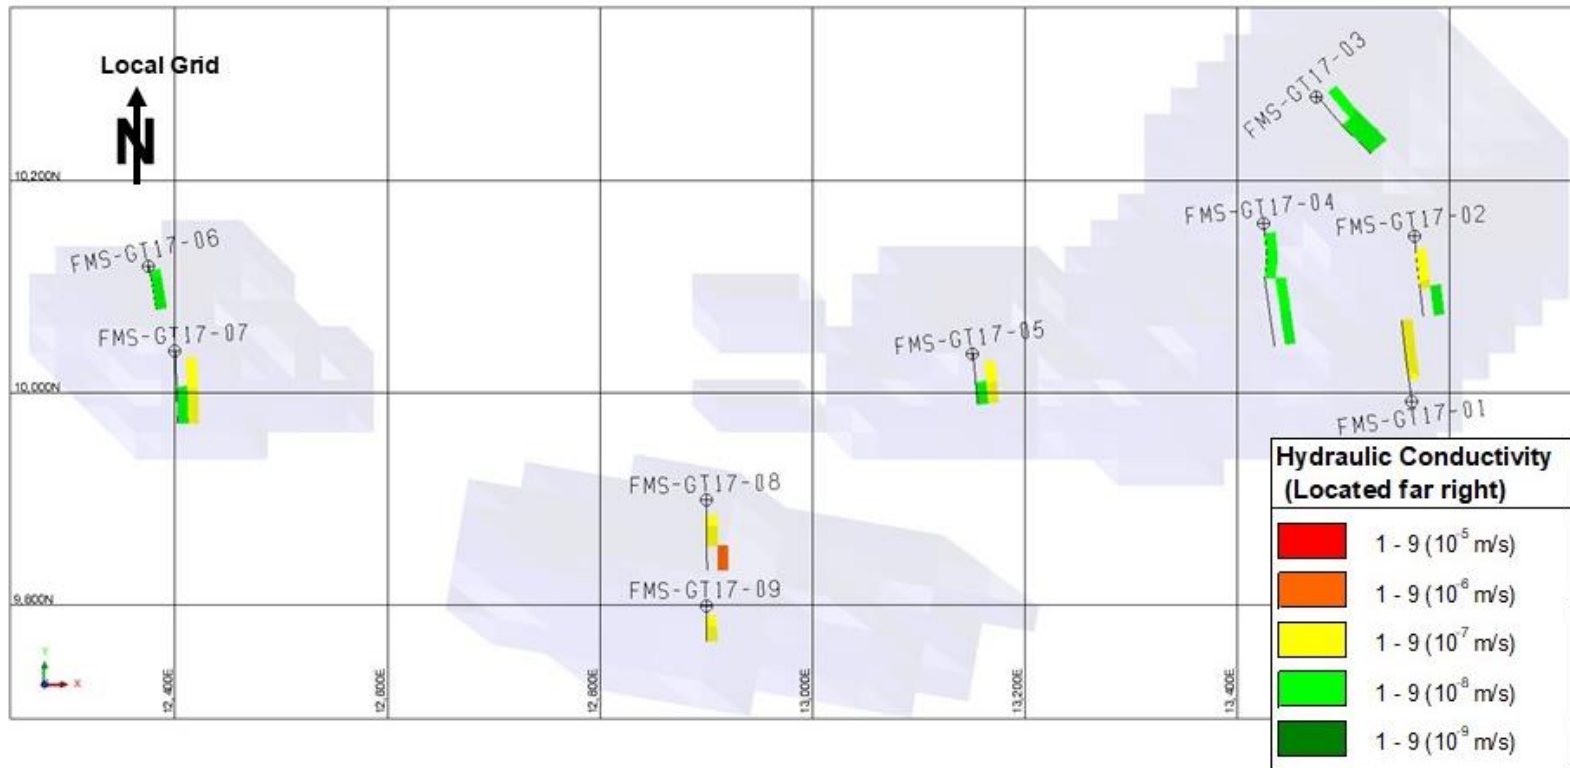 Local Grid
N
FMS-GT17-03
10,200N
FMS-GT17-04
FMS-GT17-02
FMS-GT17-06
FMS-GT17-07
FMS-GT17-05
10,000N
FMS-GT17-01
Hydraulic Conductivity
(Located far right)
FMS-GT17-08
1 - 9 (10⁻⁵ m/s)
FMS-GT17-09
1 - 9 (10⁻⁶ m/s)
9,800N
1 - 9 (10⁻⁷ m/s)
Y
X
12,400E
12,600E
12,800E
13,000E
13,200E
13,400E
1 - 9 (10⁻⁸ m/s)
1 - 9 (10⁻⁹ m/s)